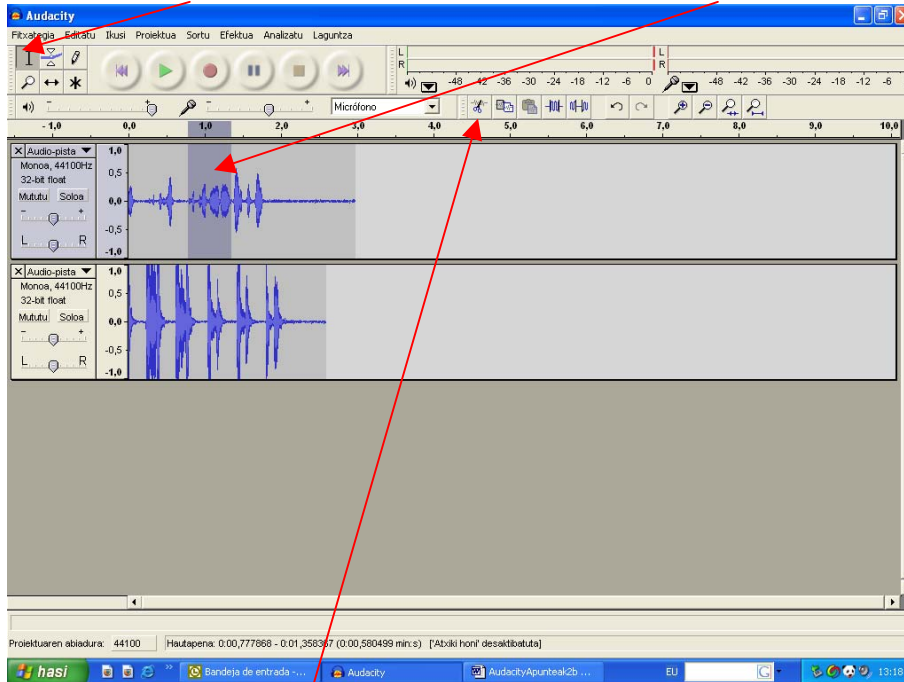 Audacity
Fitxategia Editatu Ikusi Proiektua Sortu Efektua Analizatu Laguntza
L
R
-48 -42 -36 -30 -24 -18 -12 -6 0
L
R
-48 -42 -36 -30 -24 -18 -12 -6
Micrófono
- 1,0 0,0 1,0 2,0 3,0 4,0 5,0 6,0 7,0 8,0 9,0 10,0
X Audio-pista
Monoa, 44100Hz
32-bit float
Mututu Soloa
- +
L R
1,0
0,5
0,0
-0,5
-1,0
X Audio-pista
Monoa, 44100Hz
32-bit float
Mututu Soloa
- +
L R
1,0
0,5
0,0
-0,5
-1,0
Proiektuaren abiadura: 44100 Hautapena: 0:00,777868 - 0:01,358367 (0:00,580499 min:s) ['Atxiki honi' desaktibatuta]
hasi Bandeja de entrada -... Audacity AudacityApunteak2b ... EU G 13:18